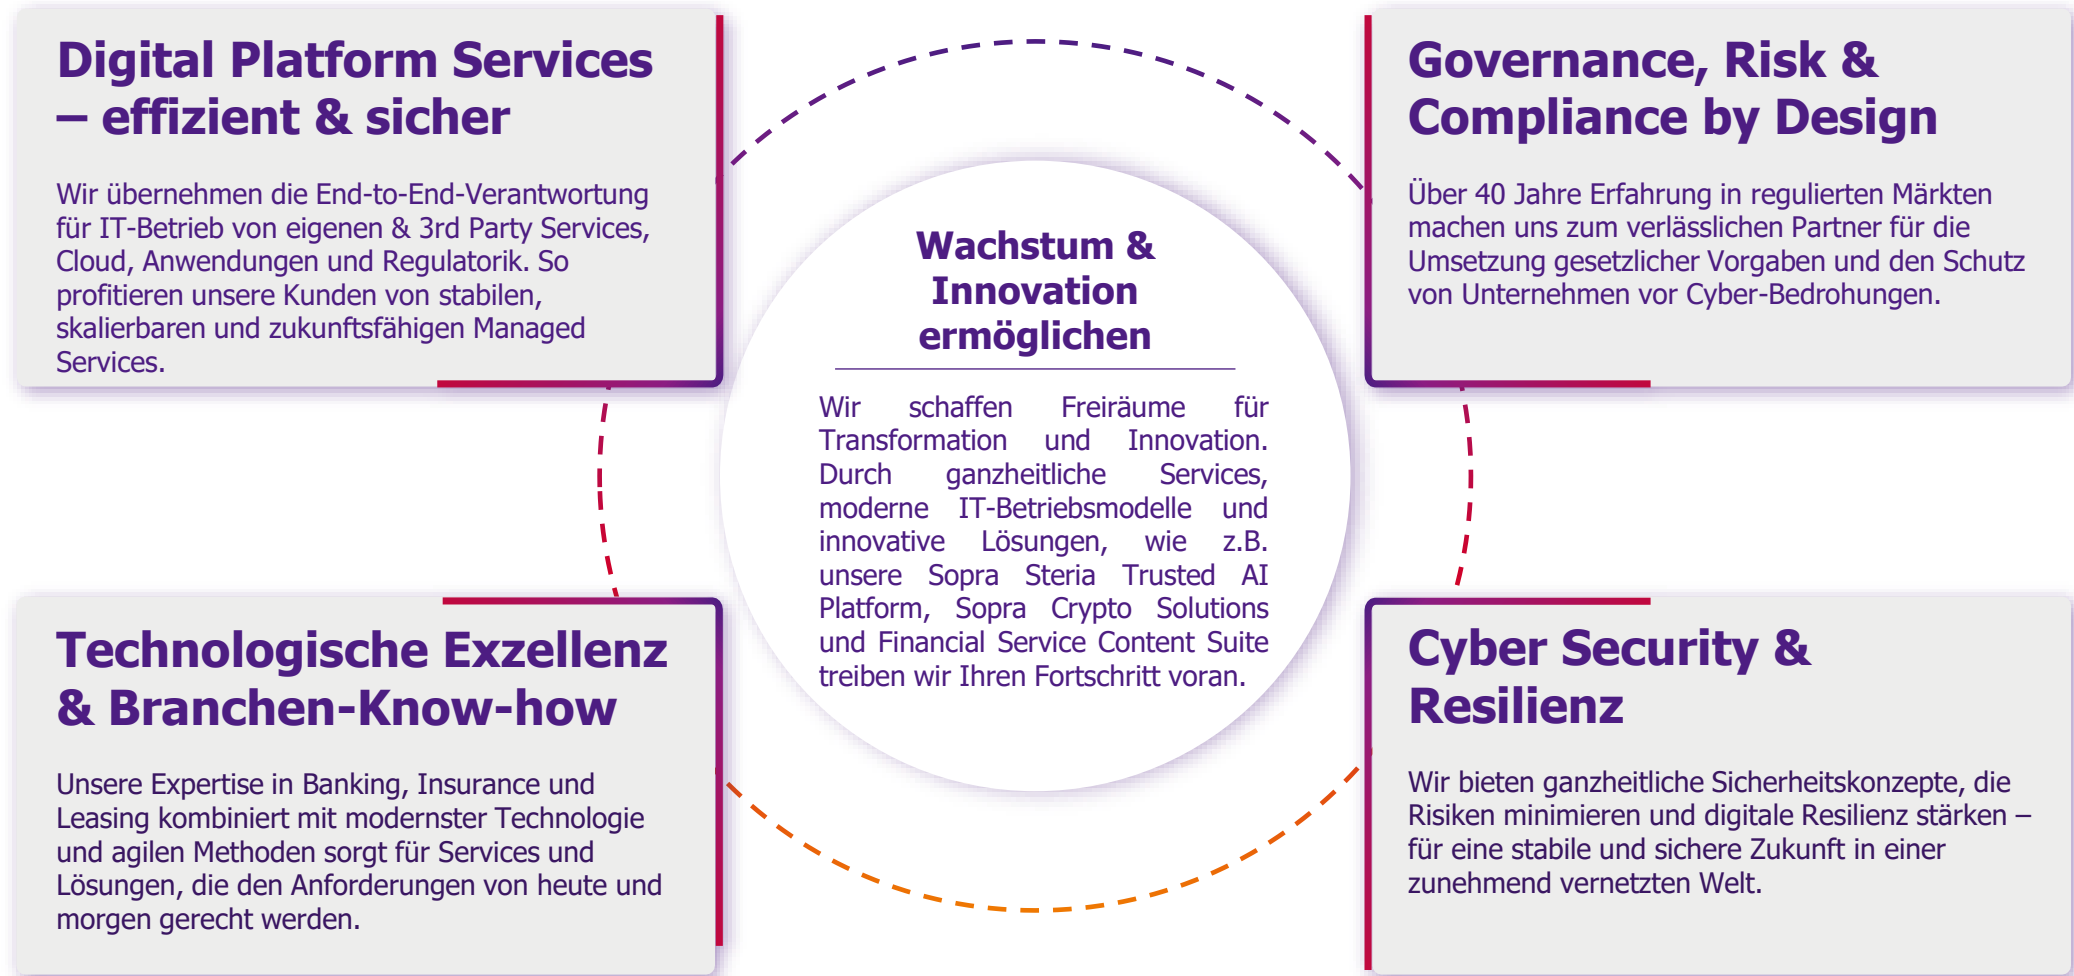 Digital Platform Services
– effizient & sicher
Wir übernehmen die End-to-End-Verantwortung
für IT-Betrieb von eigenen & 3rd Party Services,
Cloud, Anwendungen und Regulatorik. So
profitieren unsere Kunden von stabilen,
skalierbaren und zukunftsfähigen Managed
Services.
Governance, Risk &
Compliance by Design
Über 40 Jahre Erfahrung in regulierten Märkten
machen uns zum verlässlichen Partner für die
Umsetzung gesetzlicher Vorgaben und den Schutz
von Unternehmen vor Cyber-Bedrohungen.
Wachstum &
Innovation
ermöglichen
Wir schaffen Freiräume für
Transformation und Innovation.
Durch ganzheitliche Services,
moderne IT-Betriebsmodelle und
innovative Lösungen, wie z.B.
unsere Sopra Steria Trusted AI
Platform, Sopra Crypto Solutions
und Financial Service Content Suite
treiben wir Ihren Fortschritt voran.
Technologische Exzellenz
& Branchen-Know-how
Unsere Expertise in Banking, Insurance und
Leasing kombiniert mit modernster Technologie
und agilen Methoden sorgt für Services und
Lösungen, die den Anforderungen von heute und
morgen gerecht werden.
Cyber Security &
Resilienz
Wir bieten ganzheitliche Sicherheitskonzepte, die
Risiken minimieren und digitale Resilienz stärken –
für eine stabile und sichere Zukunft in einer
zunehmend vernetzten Welt.